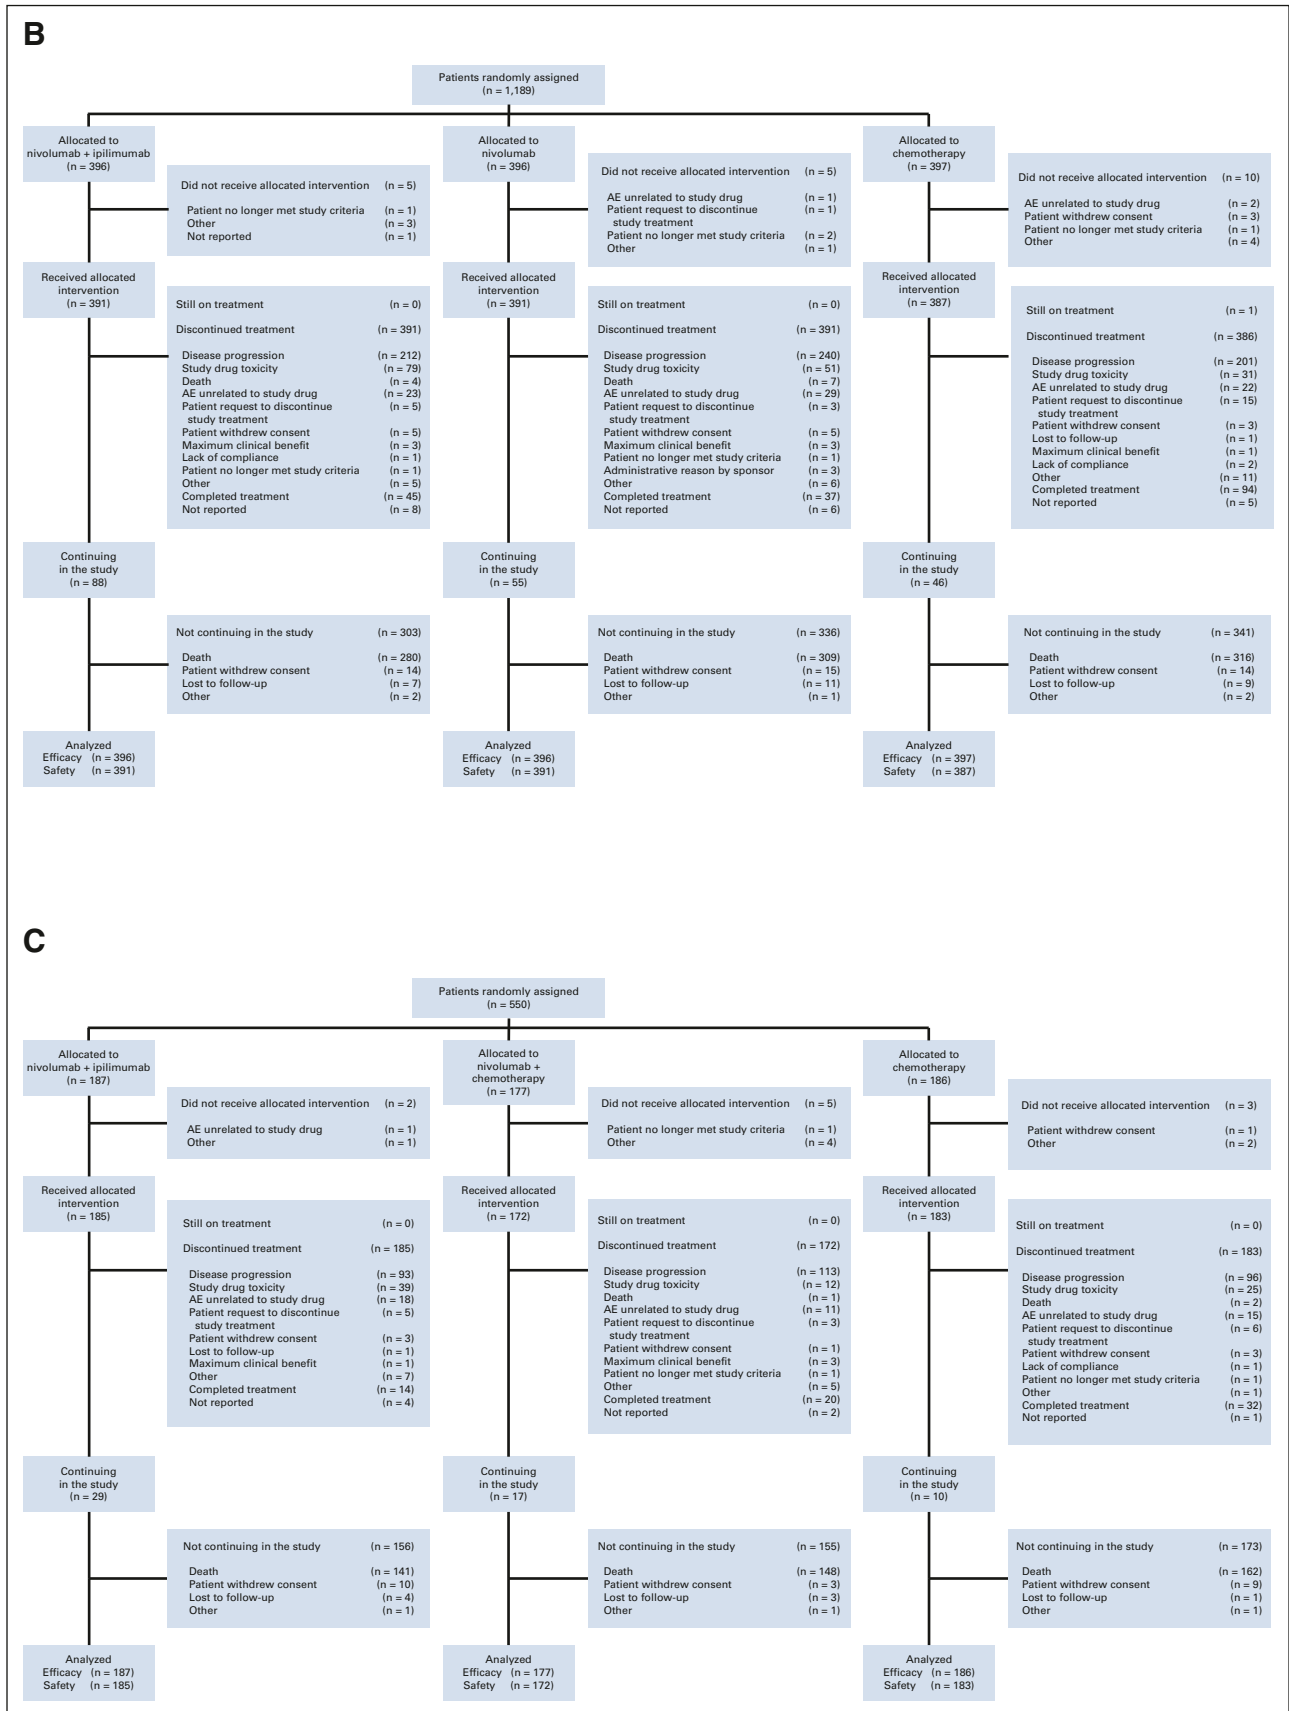 B
Patients randomly assigned
(n = 1,189)
Allocated to
nivolumab + ipilimumab
(n = 396)
Did not receive allocated intervention (n = 5)
Patient no longer met study criteria (n = 1)
Other (n = 3)
Not reported (n = 1)
Received allocated
intervention
(n = 391)
Still on treatment (n = 0)
Discontinued treatment (n = 391)
Disease progression (n = 212)
Study drug toxicity (n = 79)
Death (n = 4)
AE unrelated to study drug (n = 23)
Patient request to discontinue (n = 5)
study treatment
Patient withdrew consent (n = 5)
Maximum clinical benefit (n = 3)
Lack of compliance (n = 1)
Patient no longer met study criteria (n = 1)
Other (n = 5)
Completed treatment (n = 45)
Not reported (n = 8)
Continuing
in the study
(n = 88)
Not continuing in the study (n = 303)
Death (n = 280)
Patient withdrew consent (n = 14)
Lost to follow-up (n = 7)
Other (n = 2)
Analyzed
Efficacy (n = 396)
Safety (n = 391)
Allocated to
nivolumab
(n = 396)
Did not receive allocated intervention (n = 5)
AE unrelated to study drug (n = 1)
Patient request to discontinue (n = 1)
study treatment
Patient no longer met study criteria (n = 2)
Other (n = 1)
Received allocated
intervention
(n = 391)
Still on treatment (n = 0)
Discontinued treatment (n = 391)
Disease progression (n = 240)
Study drug toxicity (n = 51)
Death (n = 7)
AE unrelated to study drug (n = 29)
Patient request to discontinue (n = 3)
study treatment
Patient withdrew consent (n = 5)
Maximum clinical benefit (n = 3)
Patient no longer met study criteria (n = 1)
Administrative reason by sponsor (n = 3)
Other (n = 6)
Completed treatment (n = 37)
Not reported (n = 6)
Continuing
in the study
(n = 55)
Not continuing in the study (n = 336)
Death (n = 309)
Patient withdrew consent (n = 15)
Lost to follow-up (n = 11)
Other (n = 1)
Analyzed
Efficacy (n = 396)
Safety (n = 391)
Allocated to
chemotherapy
(n = 397)
Did not receive allocated intervention (n = 10)
AE unrelated to study drug (n = 2)
Patient withdrew consent (n = 3)
Patient no longer met study criteria (n = 1)
Other (n = 4)
Received allocated
intervention
(n = 387)
Still on treatment (n = 1)
Discontinued treatment (n = 386)
Disease progression (n = 201)
Study drug toxicity (n = 31)
AE unrelated to study drug (n = 22)
Patient request to discontinue (n = 15)
study treatment
Patient withdrew consent (n = 3)
Lost to follow-up (n = 1)
Maximum clinical benefit (n = 1)
Lack of compliance (n = 2)
Other (n = 11)
Completed treatment (n = 94)
Not reported (n = 5)
Continuing
in the study
(n = 46)
Not continuing in the study (n = 341)
Death (n = 316)
Patient withdrew consent (n = 14)
Lost to follow-up (n = 9)
Other (n = 2)
Analyzed
Efficacy (n = 397)
Safety (n = 387)
C
Patients randomly assigned
(n = 550)
Allocated to
nivolumab + ipilimumab
(n = 187)
Did not receive allocated intervention (n = 2)
AE unrelated to study drug (n = 1)
Other (n = 1)
Received allocated
intervention
(n = 185)
Still on treatment (n = 0)
Discontinued treatment (n = 185)
Disease progression (n = 93)
Study drug toxicity (n = 39)
AE unrelated to study drug (n = 18)
Patient request to discontinue (n = 5)
study treatment
Patient withdrew consent (n = 3)
Lost to follow-up (n = 1)
Maximum clinical benefit (n = 1)
Other (n = 7)
Completed treatment (n = 14)
Not reported (n = 4)
Continuing
in the study
(n = 29)
Not continuing in the study (n = 156)
Death (n = 141)
Patient withdrew consent (n = 10)
Lost to follow-up (n = 4)
Other (n = 1)
Analyzed
Efficacy (n = 187)
Safety (n = 185)
Allocated to
nivolumab +
chemotherapy
(n = 177)
Did not receive allocated intervention (n = 5)
Patient no longer met study criteria (n = 1)
Other (n = 4)
Received allocated
intervention
(n = 172)
Still on treatment (n = 0)
Discontinued treatment (n = 172)
Disease progression (n = 113)
Study drug toxicity (n = 12)
Death (n = 1)
AE unrelated to study drug (n = 11)
Patient request to discontinue (n = 3)
study treatment
Patient withdrew consent (n = 1)
Maximum clinical benefit (n = 3)
Patient no longer met study criteria (n = 1)
Other (n = 5)
Completed treatment (n = 20)
Not reported (n = 2)
Continuing
in the study
(n = 17)
Not continuing in the study (n = 155)
Death (n = 148)
Patient withdrew consent (n = 3)
Lost to follow-up (n = 3)
Other (n = 1)
Analyzed
Efficacy (n = 177)
Safety (n = 172)
Allocated to
chemotherapy
(n = 186)
Did not receive allocated intervention (n = 3)
Patient withdrew consent (n = 1)
Other (n = 2)
Received allocated
intervention
(n = 183)
Still on treatment (n = 0)
Discontinued treatment (n = 183)
Disease progression (n = 96)
Study drug toxicity (n = 25)
Death (n = 2)
AE unrelated to study drug (n = 15)
Patient request to discontinue (n = 6)
study treatment
Patient withdrew consent (n = 3)
Lack of compliance (n = 1)
Patient no longer met study criteria (n = 1)
Other (n = 1)
Completed treatment (n = 32)
Not reported (n = 1)
Continuing
in the study
(n = 10)
Not continuing in the study (n = 173)
Death (n = 162)
Patient withdrew consent (n = 9)
Lost to follow-up (n = 1)
Other (n = 1)
Analyzed
Efficacy (n = 186)
Safety (n = 183)